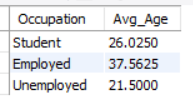 Occupation Avg_Age
Student 26.0250
Employed 37.5625
Unemployed 21.5000